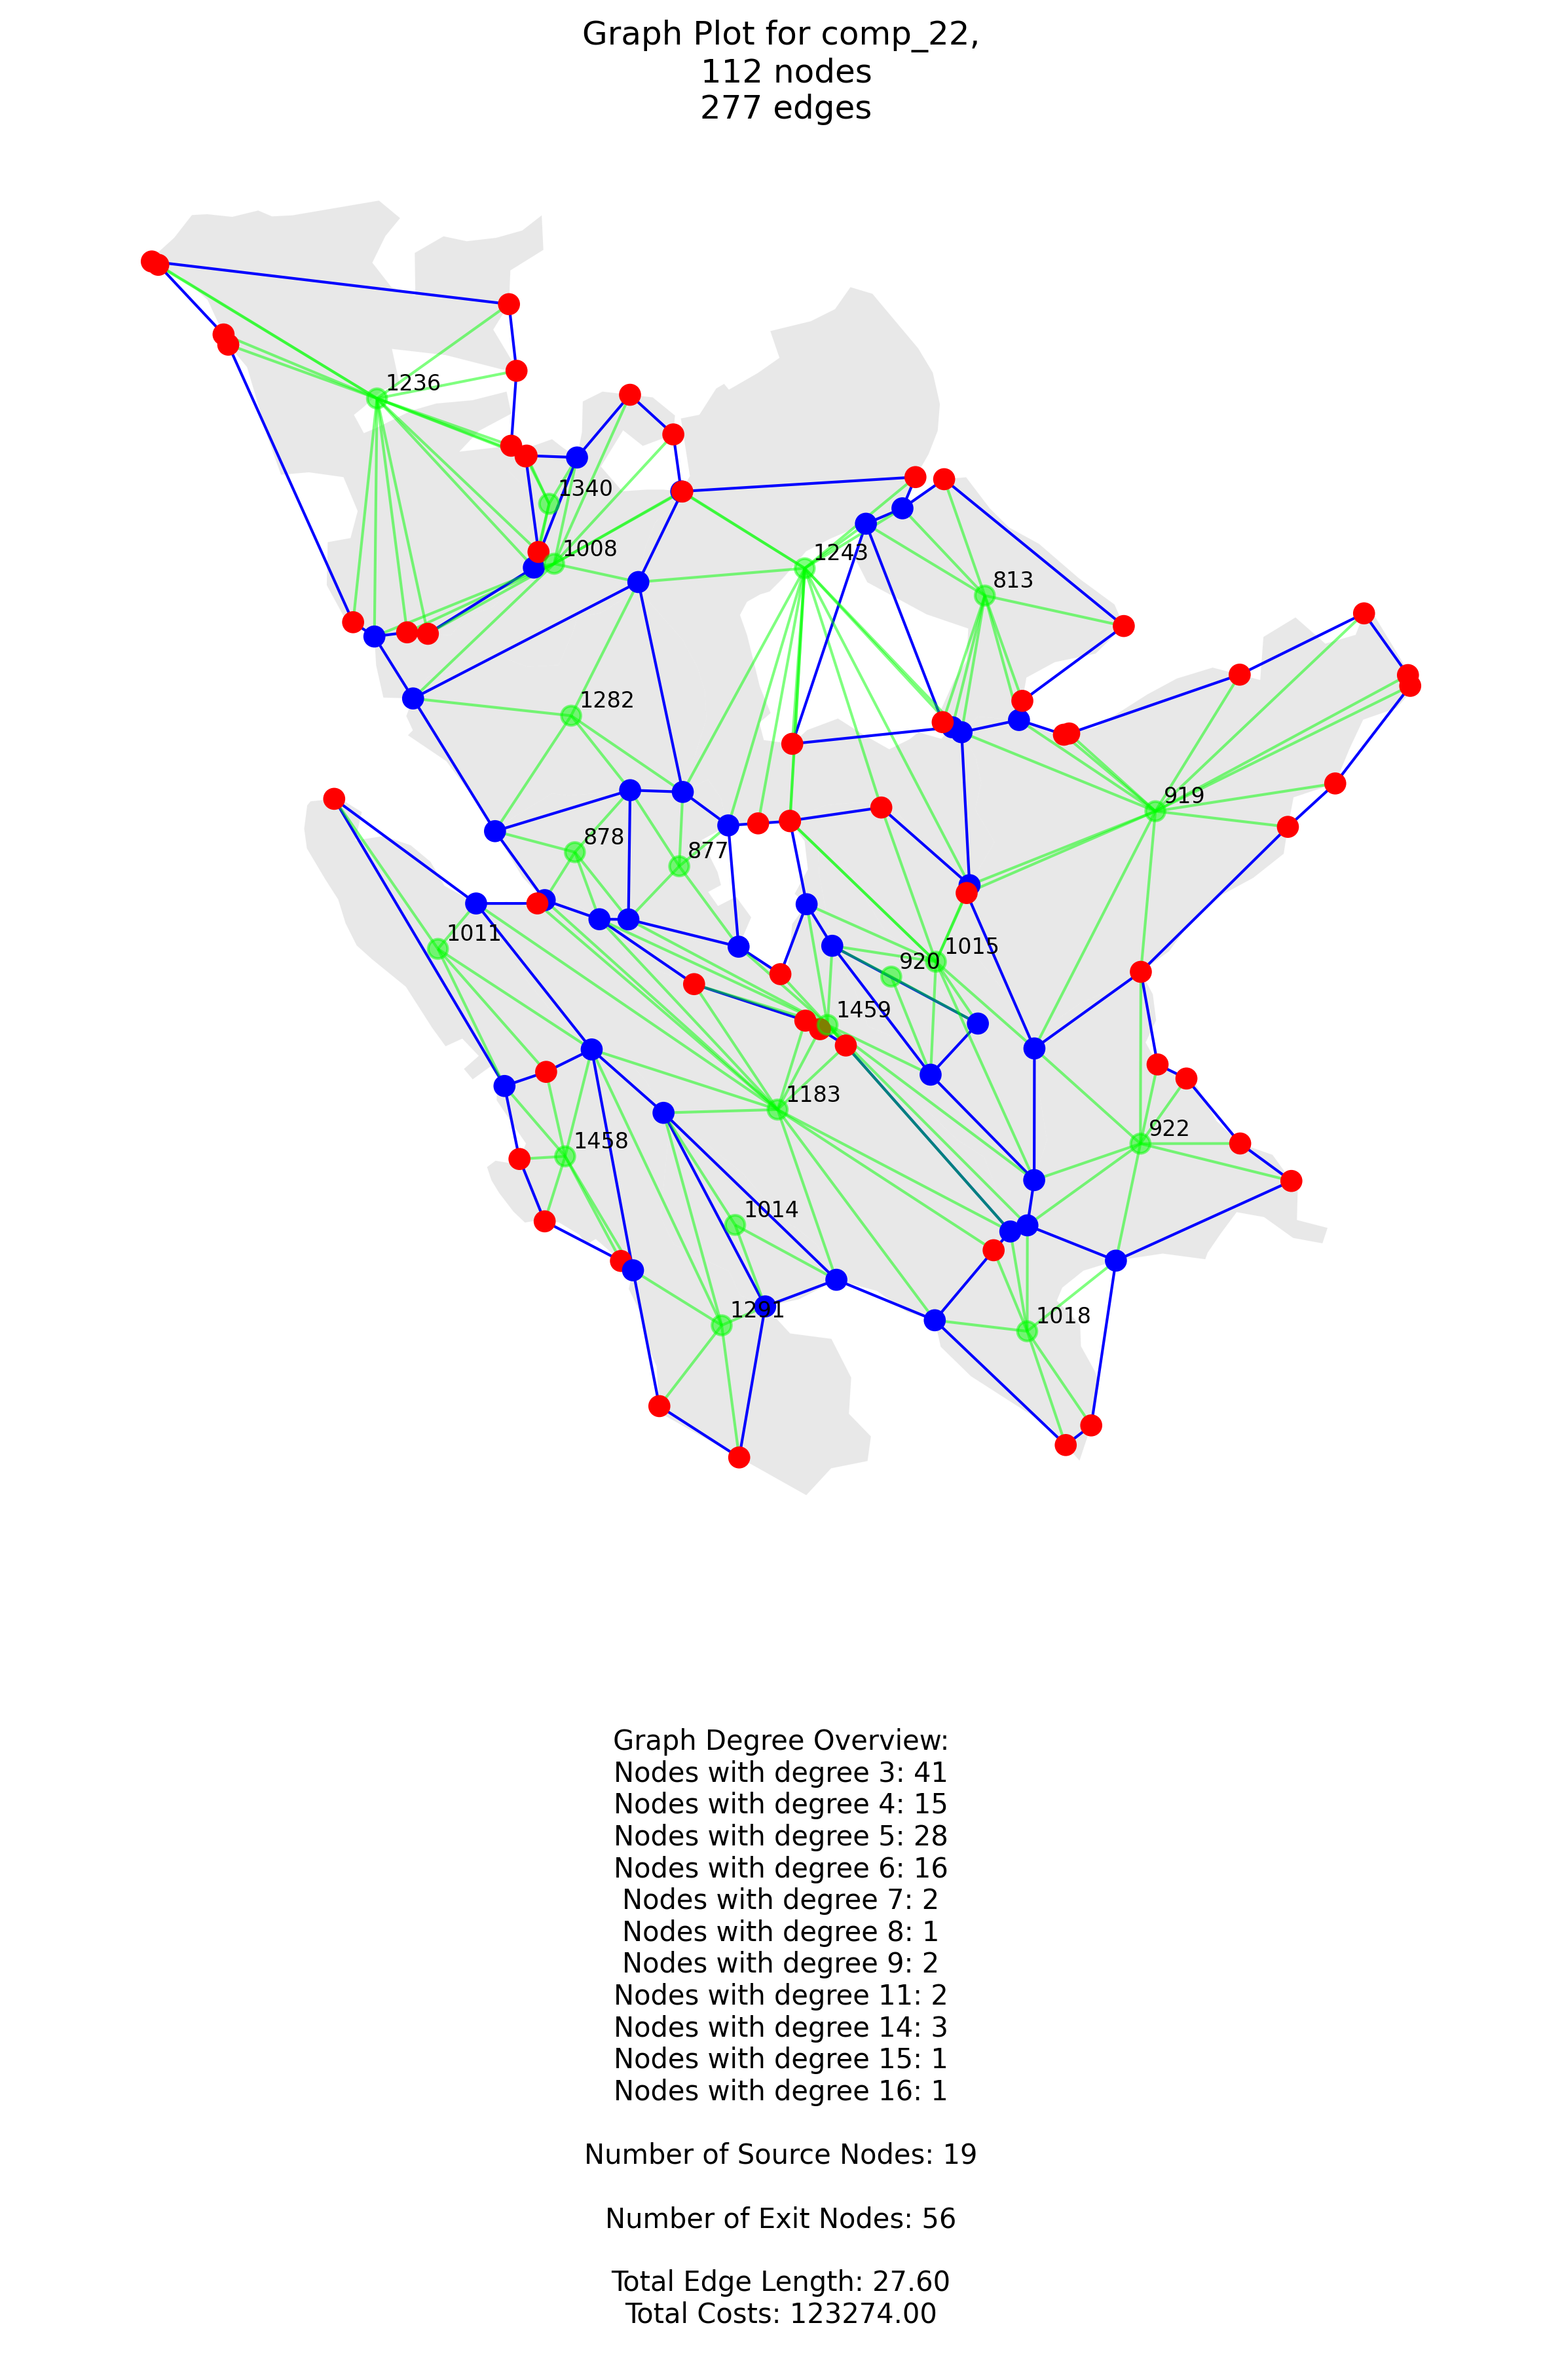 Graph Plot for comp_22,
112 nodes
277 edges
1236
1340
1008
1243
813
1282
919
878
877
1011
1015
920
1459
1183
922
1458
1014
1291
1018
Graph Degree Overview:
Nodes with degree 3: 41
Nodes with degree 4: 15
Nodes with degree 5: 28
Nodes with degree 6: 16
Nodes with degree 7: 2
Nodes with degree 8: 1
Nodes with degree 9: 2
Nodes with degree 11: 2
Nodes with degree 14: 3
Nodes with degree 15: 1
Nodes with degree 16: 1
Number of Source Nodes: 19
Number of Exit Nodes: 56
Total Edge Length: 27.60
Total Costs: 123274.00